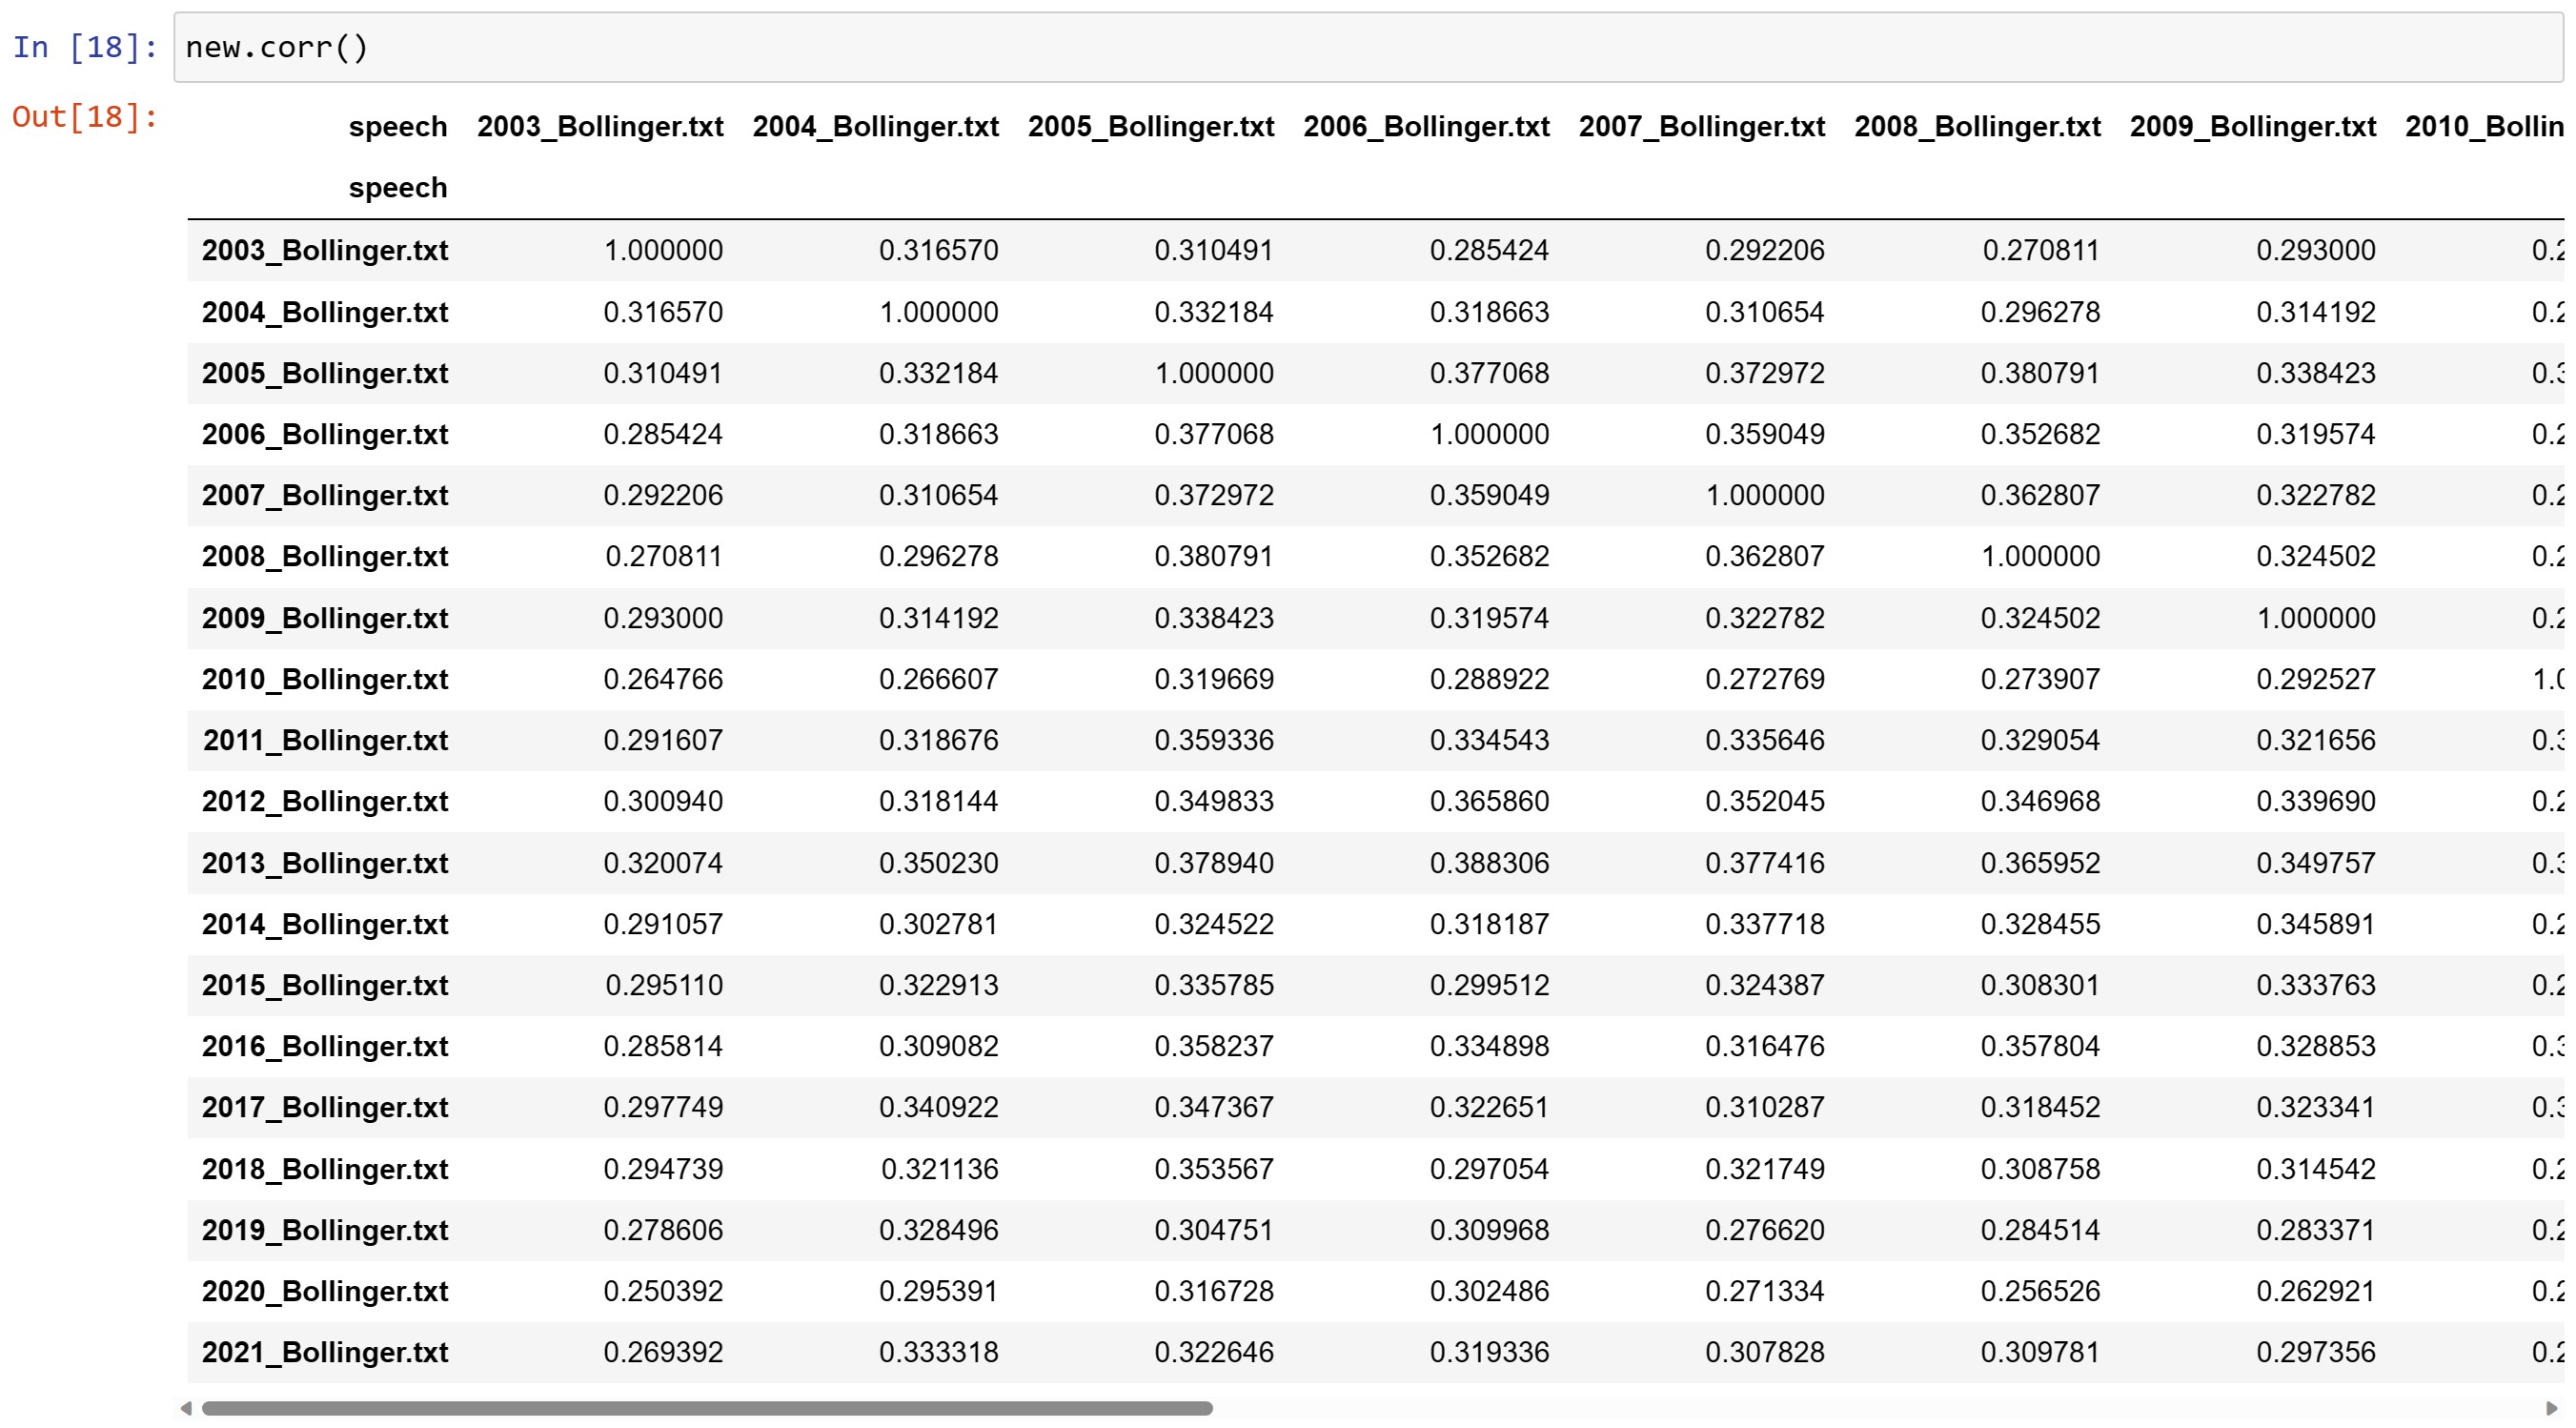 In [18]: new.corr()
Out[18]:
speech 2003_Bollinger.txt 2004_Bollinger.txt 2005_Bollinger.txt 2006_Bollinger.txt 2007_Bollinger.txt 2008_Bollinger.txt 2009_Bollinger.txt 2010_Bollin
speech
2003_Bollinger.txt 1.000000 0.316570 0.310491 0.285424 0.292206 0.270811 0.293000 0.2
2004_Bollinger.txt 0.316570 1.000000 0.332184 0.318663 0.310654 0.296278 0.314192 0.2
2005_Bollinger.txt 0.310491 0.332184 1.000000 0.377068 0.372972 0.380791 0.338423 0.3
2006_Bollinger.txt 0.285424 0.318663 0.377068 1.000000 0.359049 0.352682 0.319574 0.2
2007_Bollinger.txt 0.292206 0.310654 0.372972 0.359049 1.000000 0.362807 0.322782 0.2
2008_Bollinger.txt 0.270811 0.296278 0.380791 0.352682 0.362807 1.000000 0.324502 0.2
2009_Bollinger.txt 0.293000 0.314192 0.338423 0.319574 0.322782 0.324502 1.000000 0.2
2010_Bollinger.txt 0.264766 0.266607 0.319669 0.288922 0.272769 0.273907 0.292527 1.0
2011_Bollinger.txt 0.291607 0.318676 0.359336 0.334543 0.335646 0.329054 0.321656 0.3
2012_Bollinger.txt 0.300940 0.318144 0.349833 0.365860 0.352045 0.346968 0.339690 0.2
2013_Bollinger.txt 0.320074 0.350230 0.378940 0.388306 0.377416 0.365952 0.349757 0.3
2014_Bollinger.txt 0.291057 0.302781 0.324522 0.318187 0.337718 0.328455 0.345891 0.2
2015_Bollinger.txt 0.295110 0.322913 0.335785 0.299512 0.324387 0.308301 0.333763 0.2
2016_Bollinger.txt 0.285814 0.309082 0.358237 0.334898 0.316476 0.357804 0.328853 0.3
2017_Bollinger.txt 0.297749 0.340922 0.347367 0.322651 0.310287 0.318452 0.323341 0.3
2018_Bollinger.txt 0.294739 0.321136 0.353567 0.297054 0.321749 0.308758 0.314542 0.2
2019_Bollinger.txt 0.278606 0.328496 0.304751 0.309968 0.276620 0.284514 0.283371 0.2
2020_Bollinger.txt 0.250392 0.295391 0.316728 0.302486 0.271334 0.256526 0.262921 0.2
2021_Bollinger.txt 0.269392 0.333318 0.322646 0.319336 0.307828 0.309781 0.297356 0.2